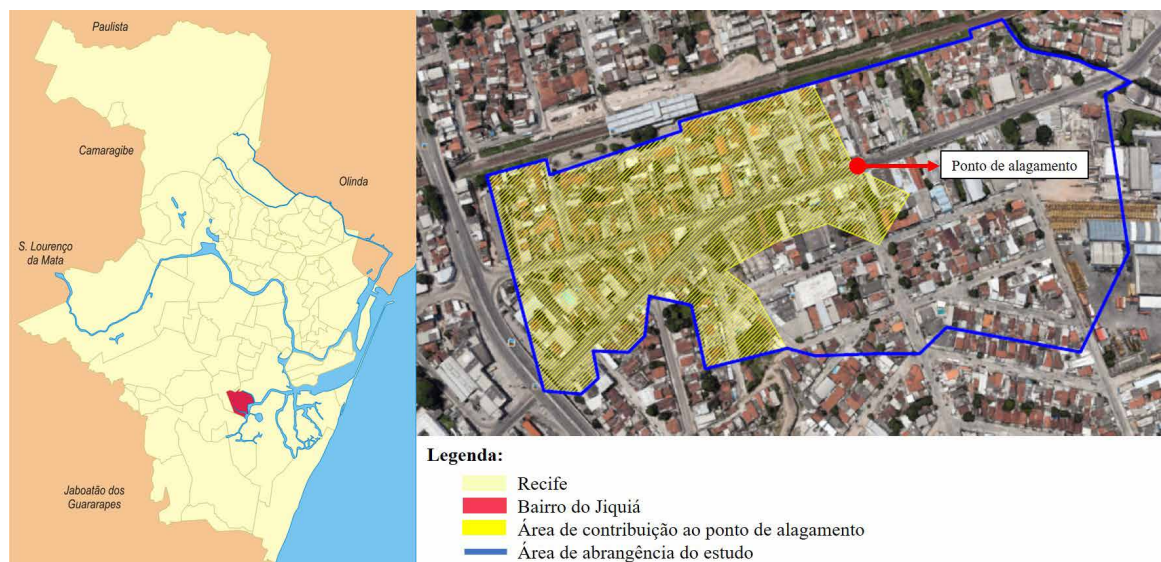 Paulista
Camaragibe
Olinda
S. Lourenço
da Mata
Jaboatão dos
Guararapes
Ponto de alagamento
Legenda:
Recife
Bairro do Jiquiá
Área de contribuição ao ponto de alagamento
Área de abrangência do estudo